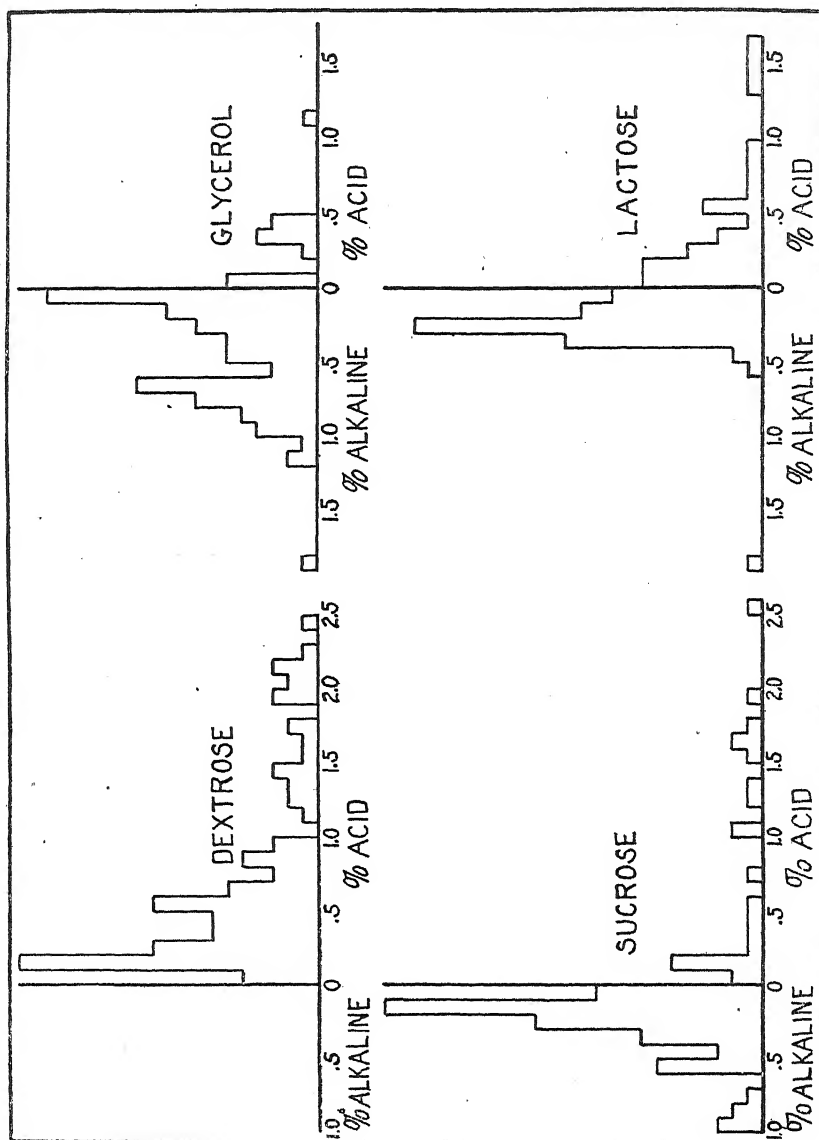 DEXTROSE GLYCEROL
1.0 .5 0 .5 1.0 1.5 2.0 2.5 1.5 1.0 .5 0 .5 1.0 1.5
% ALKALINE % ACID % ALKALINE % ACID
SUCROSE LACTOSE
1.0 .5 0 .5 1.0 1.5 2.0 2.5 1.5 1.0 .5 0 .5 1.0 1.5
% ALKALINE % ACID % ALKALINE % ACID